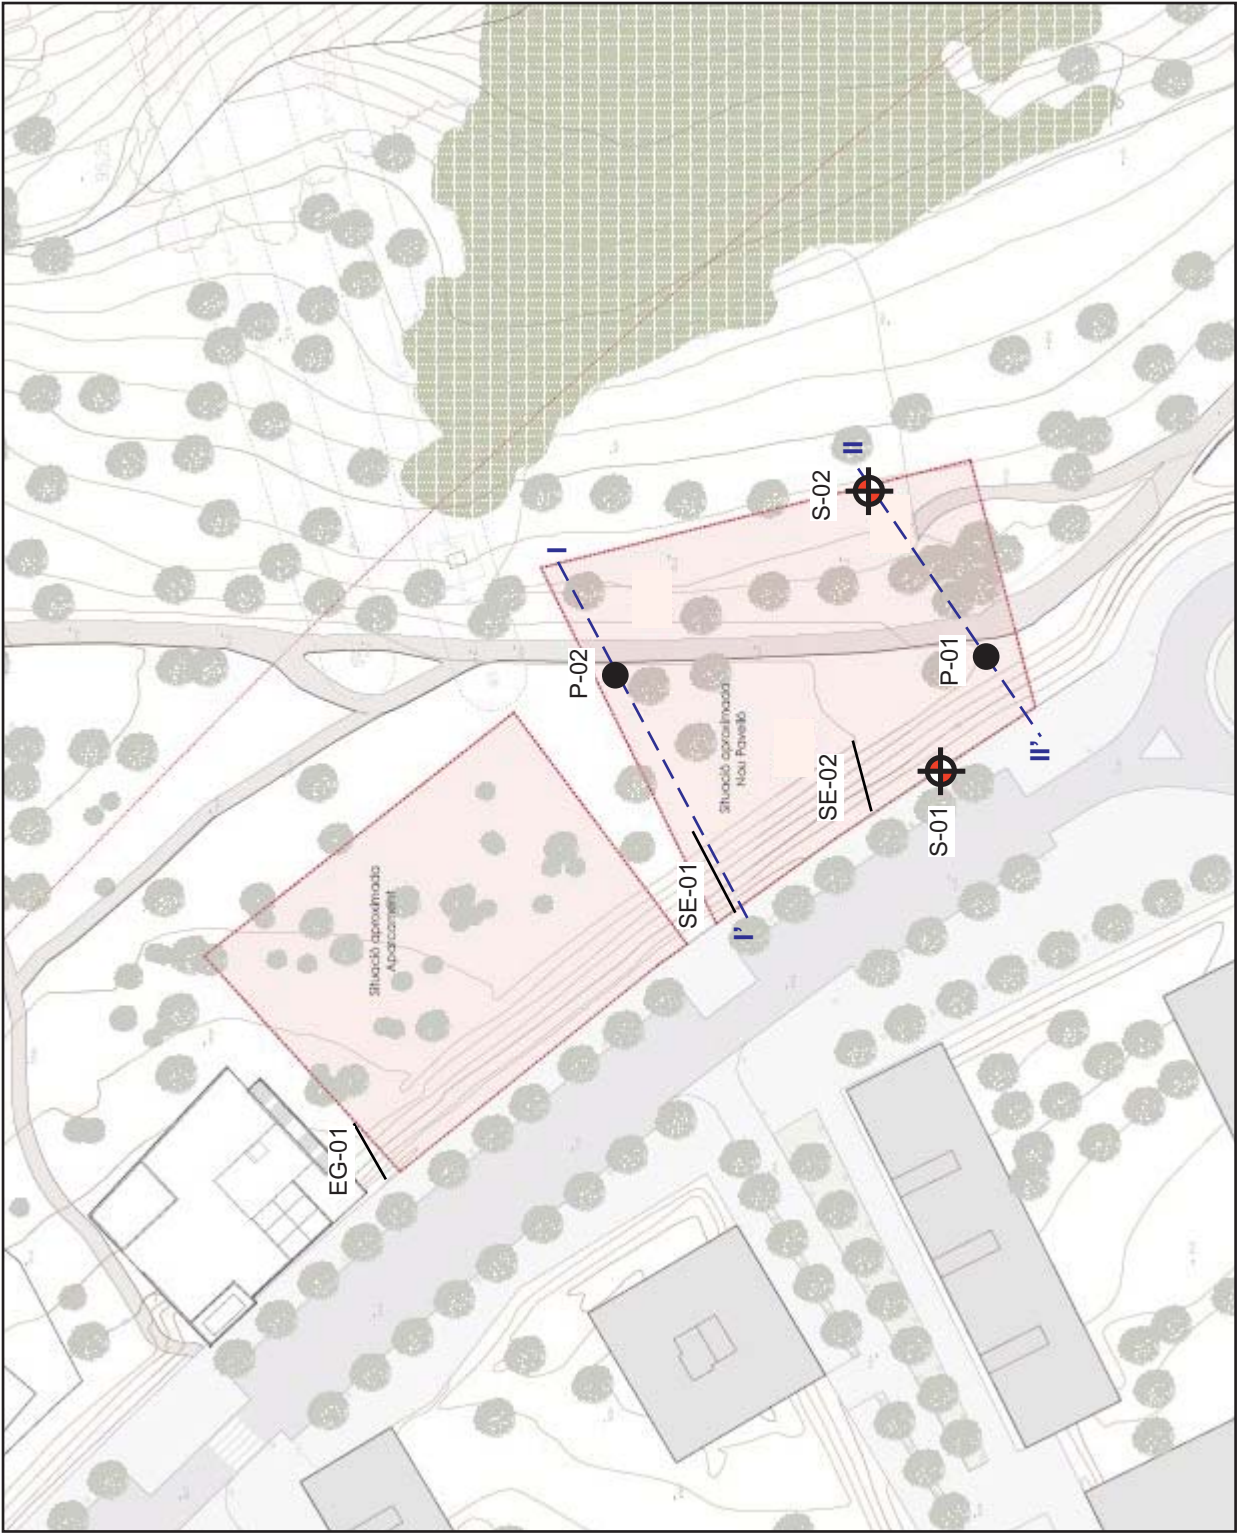 I
II
S-02
P-02
P-01
Situació aproximada
Nou Pavelló
SE-02
II'
S-01
SE-01
I'
Situació aproximada
Aparcament
EG-01